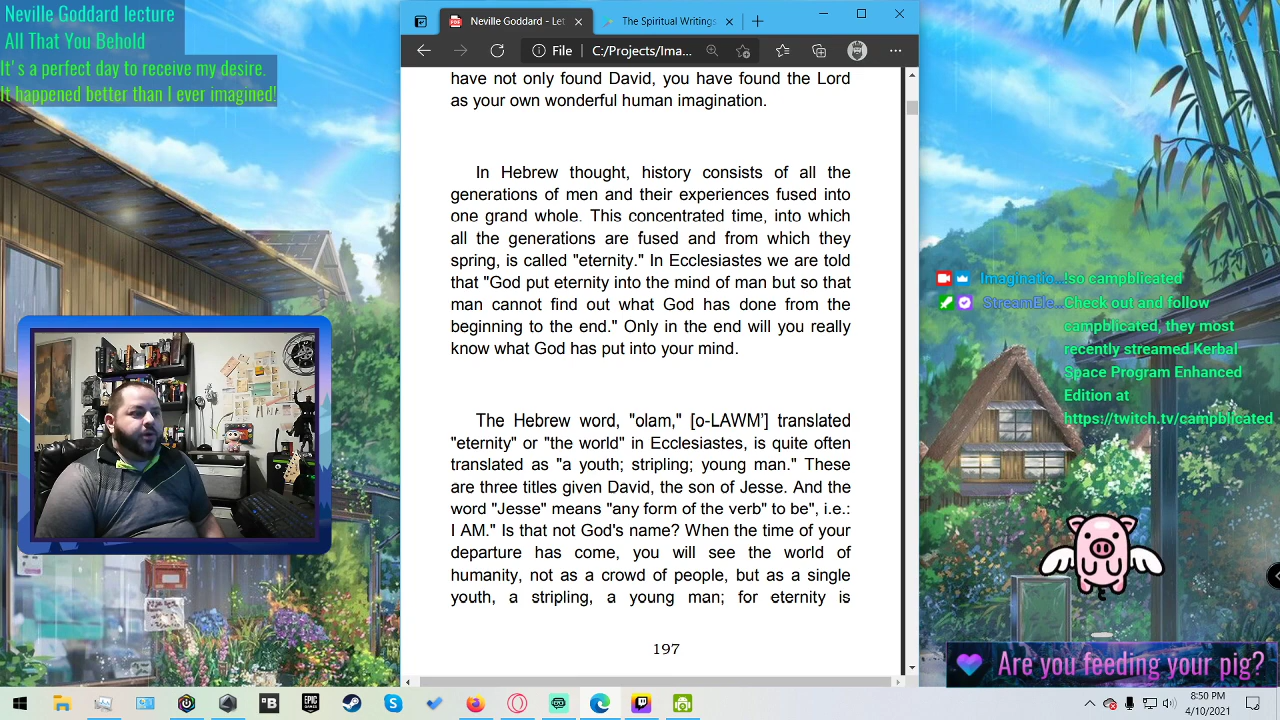 Neville Goddard lecture
All That You Behold
It's a perfect day to receive my desire.
It happened better than I ever imagined!
Neville Goddard - Let
The Spiritual Writings
File
C:/Projects/Ima...
have not only found David, you have found the Lord
as your own wonderful human imagination.
In Hebrew thought, history consists of all the
generations of men and their experiences fused into
one grand whole. This concentrated time, into which
all the generations are fused and from which they
spring, is called "eternity." In Ecclesiastes we are told
that "God put eternity into the mind of man but so that
man cannot find out what God has done from the
beginning to the end." Only in the end will you really
know what God has put into your mind.
The Hebrew word, "olam," [o-LAWM'] translated
"eternity" or "the world" in Ecclesiastes, is quite often
translated as "a youth; stripling; young man." These
are three titles given David, the son of Jesse. And the
word "Jesse" means "any form of the verb" to be", i.e.:
I AM." Is that not God's name? When the time of your
departure has come, you will see the world of
humanity, not as a crowd of people, but as a single
youth, a stripling, a young man; for eternity is
197
Imaginatio... !so campblicated
StreamEle... Check out and follow
campblicated, they most
recently streamed Kerbal
Space Program Enhanced
Edition at
https://twitch.tv/campblicated
Are you feeding your pig?
EPIC
GAMES
8:50 PM
4/10/2021